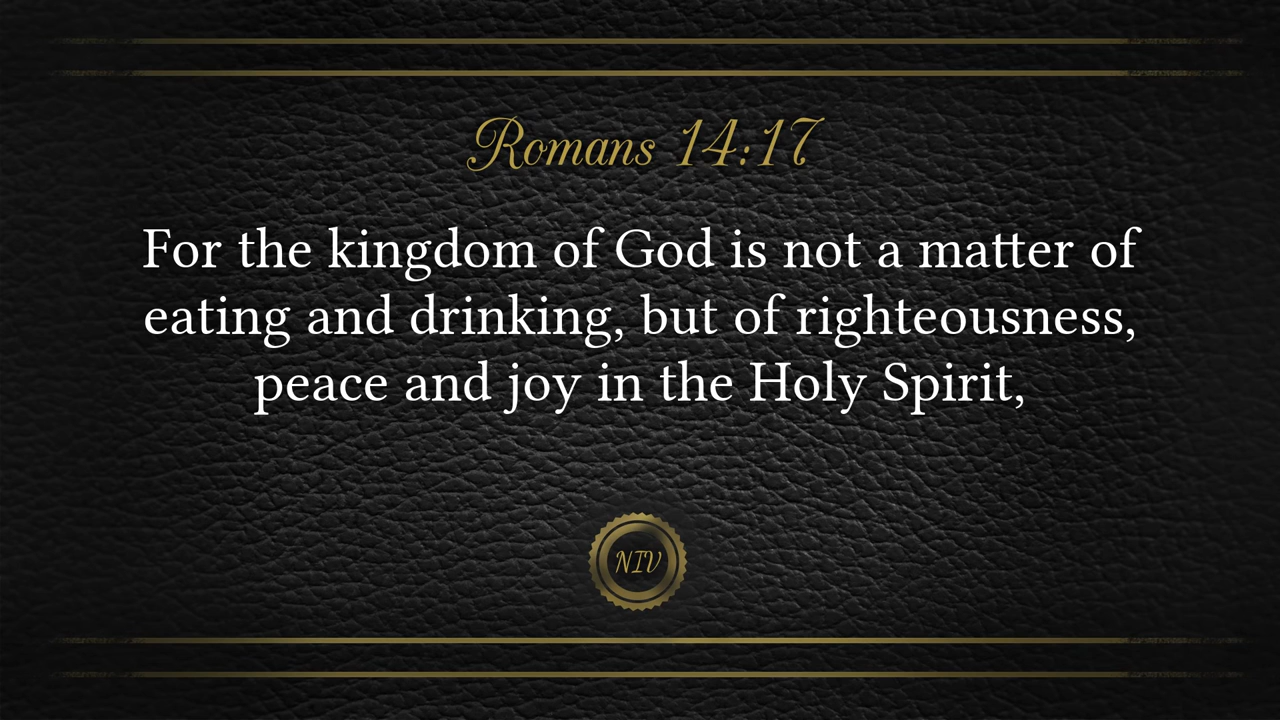 Romans 14:17
For the kingdom of God is not a matter of
eating and drinking, but of righteousness,
peace and joy in the Holy Spirit,
NIV